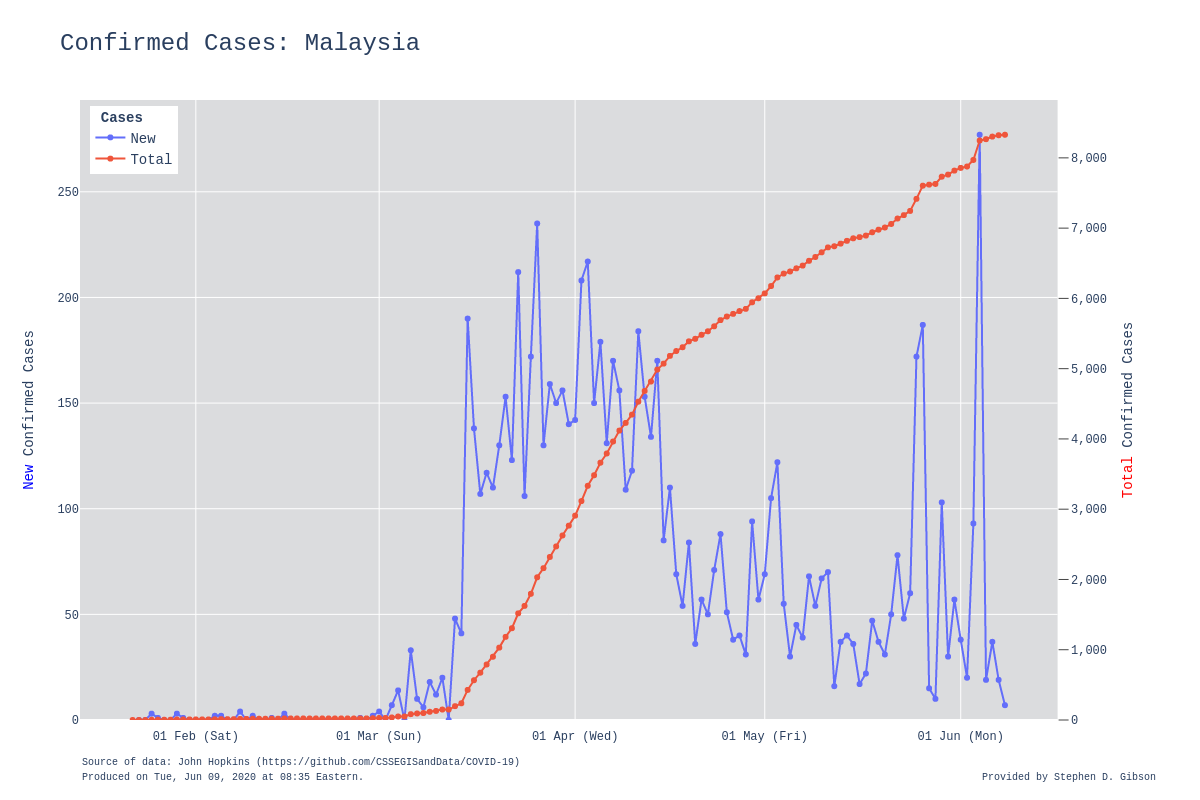 Confirmed Cases: Malaysia
Cases
New
Total
250
200
150
100
50
0
8,000
7,000
6,000
5,000
4,000
3,000
2,000
1,000
0
New Confirmed Cases
Total Confirmed Cases
01 Feb (Sat)
01 Mar (Sun)
01 Apr (Wed)
01 May (Fri)
01 Jun (Mon)
Source of data: John Hopkins (https://github.com/CSSEGISandData/COVID-19)
Produced on Tue, Jun 09, 2020 at 08:35 Eastern.
Provided by Stephen D. Gibson